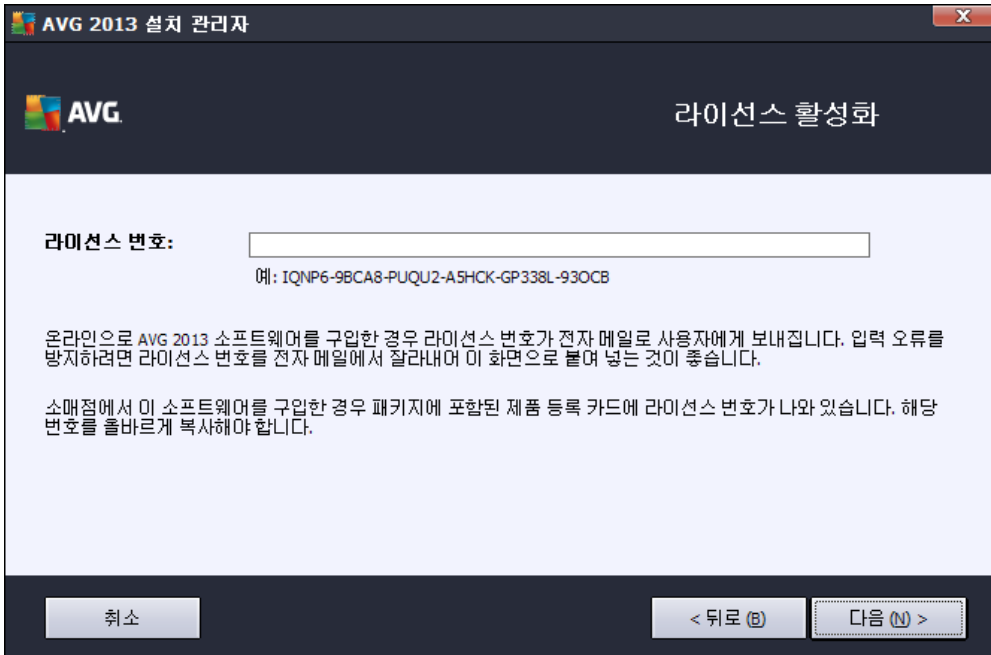 AVG 2013 설치 관리자
AVG.
라이선스 활성화
라이선스 번호:
예: IQNP6-9BCA8-PUQU2-A5HCK-GP338L-93OCB
온라인으로 AVG 2013 소프트웨어를 구입한 경우 라이선스 번호가 전자 메일로 사용자에게 보내집니다. 입력 오류를
방지하려면 라이선스 번호를 전자 메일에서 잘라내어 이 화면으로 붙여 넣는 것이 좋습니다.
소매점에서 이 소프트웨어를 구입한 경우 패키지에 포함된 제품 등록 카드에 라이선스 번호가 나와 있습니다. 해당
번호를 올바르게 복사해야 합니다.
취소
< 뒤로 (B)
다음 (N) >